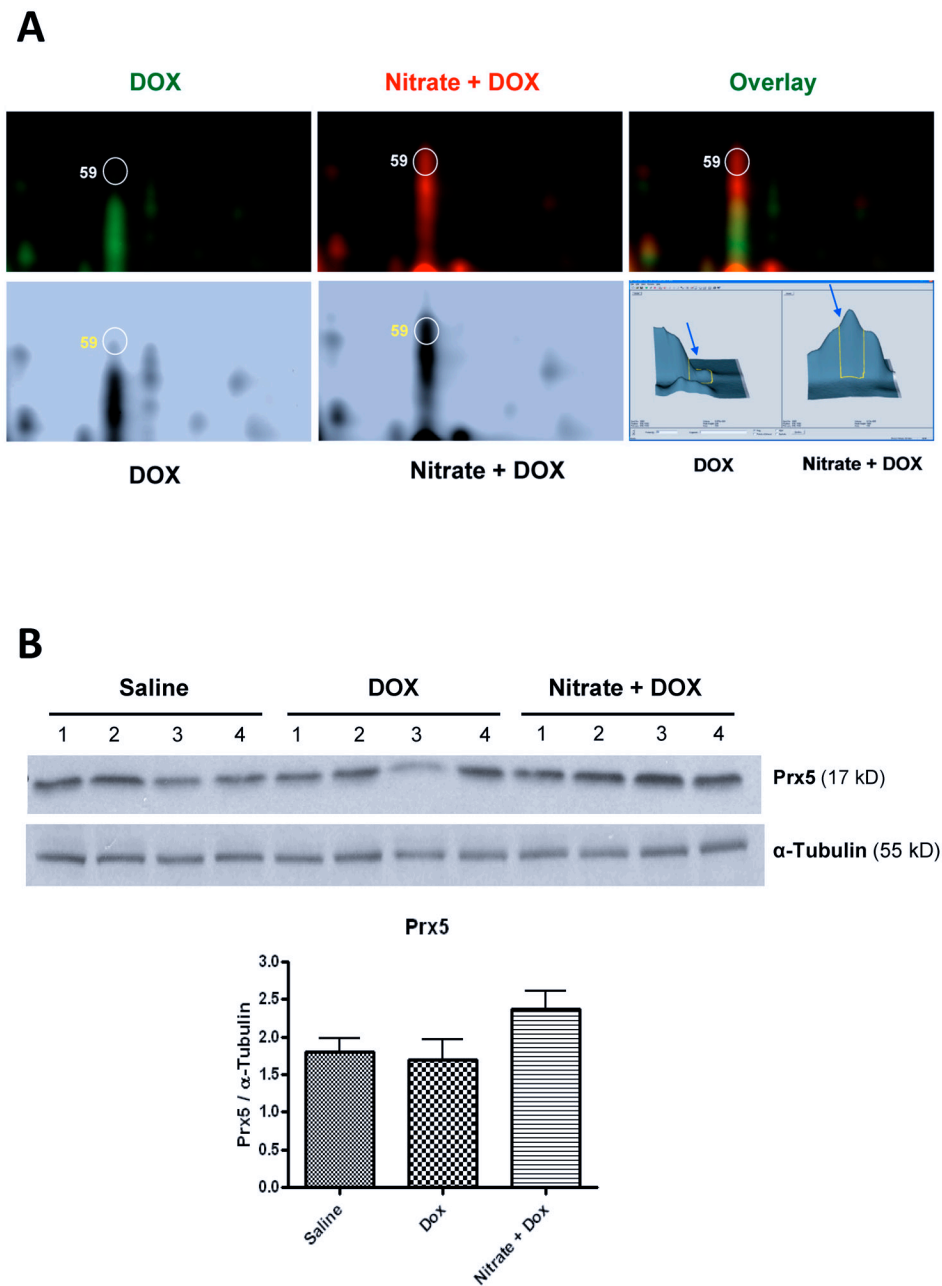 A
DOX Nitrate + DOX Overlay
59 59 59
59 59
DOX Nitrate + DOX DOX Nitrate + DOX
B
Saline DOX Nitrate + DOX
1 2 3 4 1 2 3 4 1 2 3 4
Prx5 (17 kD)
α-Tubulin (55 kD)
Prx5
3.0
2.5
2.0
1.5
1.0
0.5
0.0
Prx5 / α-Tubulin
Saline Dox Nitrate + Dox